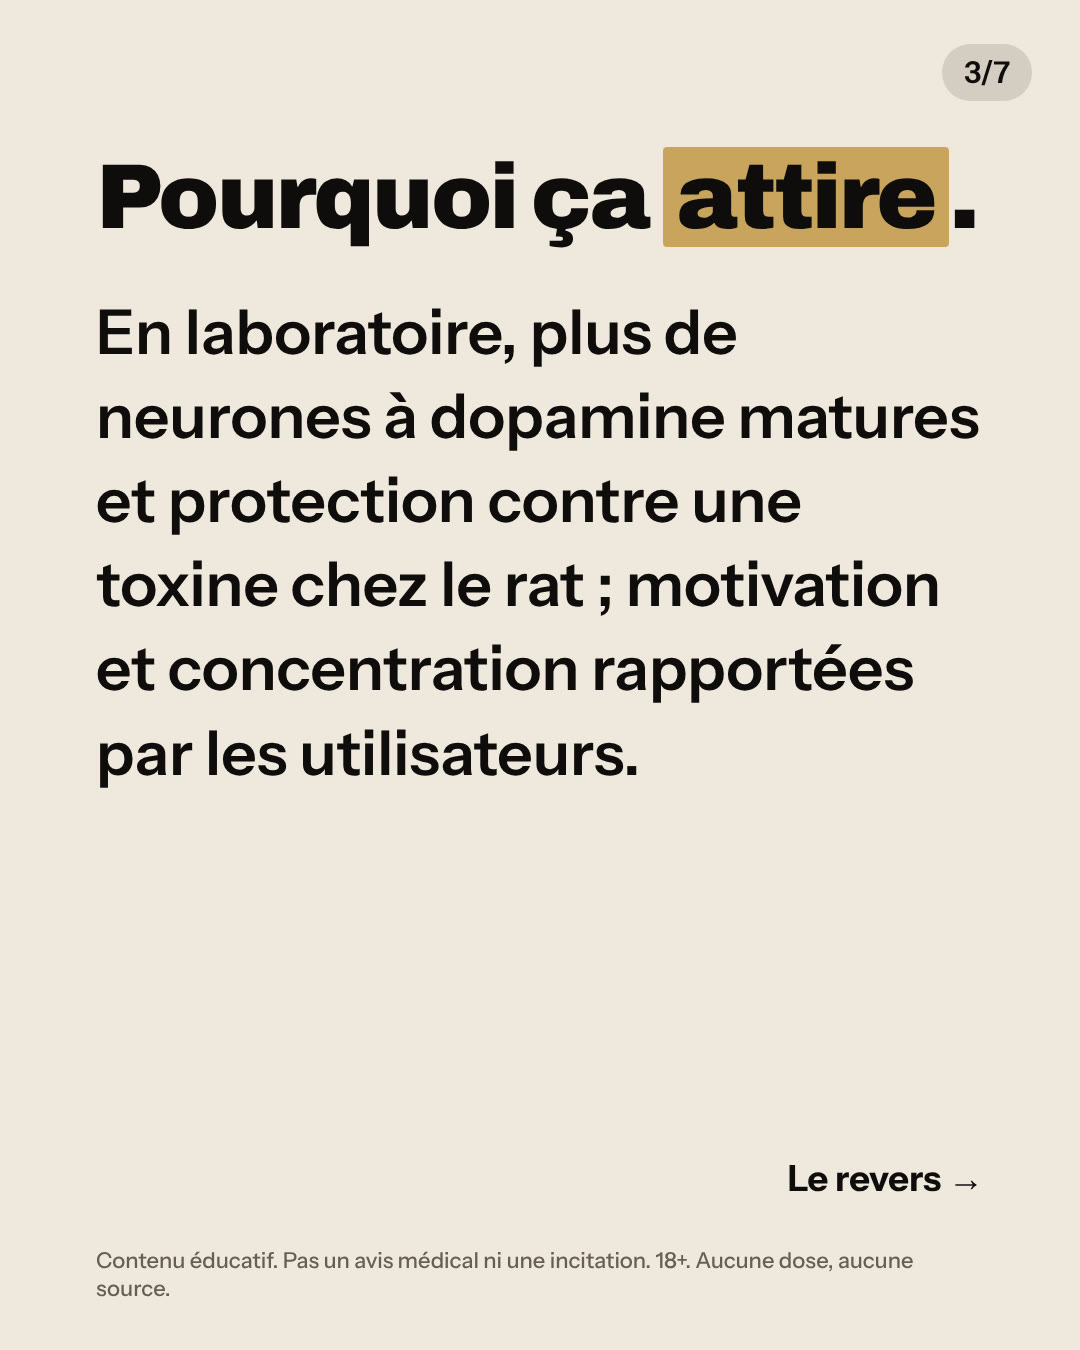 3/7
Pourquoi ça attire.
En laboratoire, plus de
neurones à dopamine matures
et protection contre une
toxine chez le rat ; motivation
et concentration rapportées
par les utilisateurs.
Le revers →
Contenu éducatif. Pas un avis médical ni une incitation. 18+. Aucune dose, aucune
source.